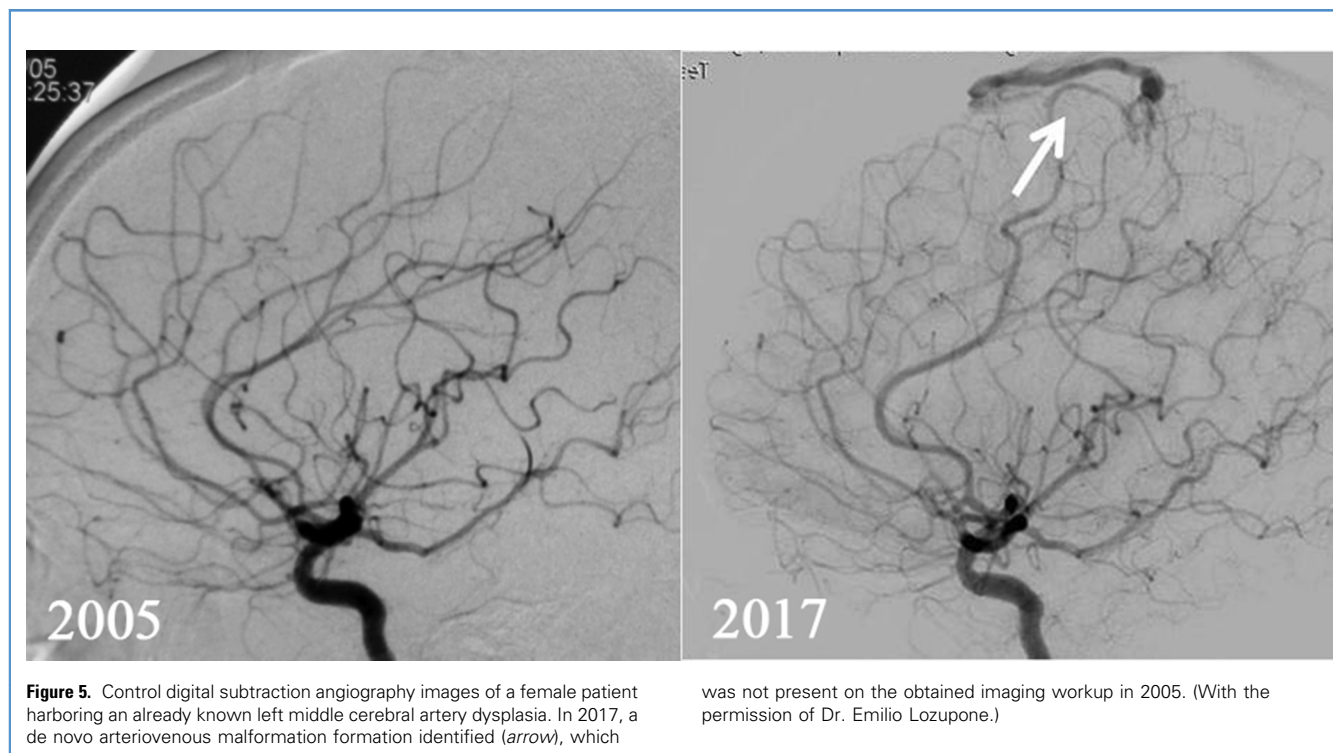 '05
:25:37
2005
2017
Figure 5. Control digital subtraction angiography images of a female patient
harboring an already known left middle cerebral artery dysplasia. In 2017, a
de novo arteriovenous malformation formation identified (arrow), which
was not present on the obtained imaging workup in 2005. (With the
permission of Dr. Emilio Lozupone.)